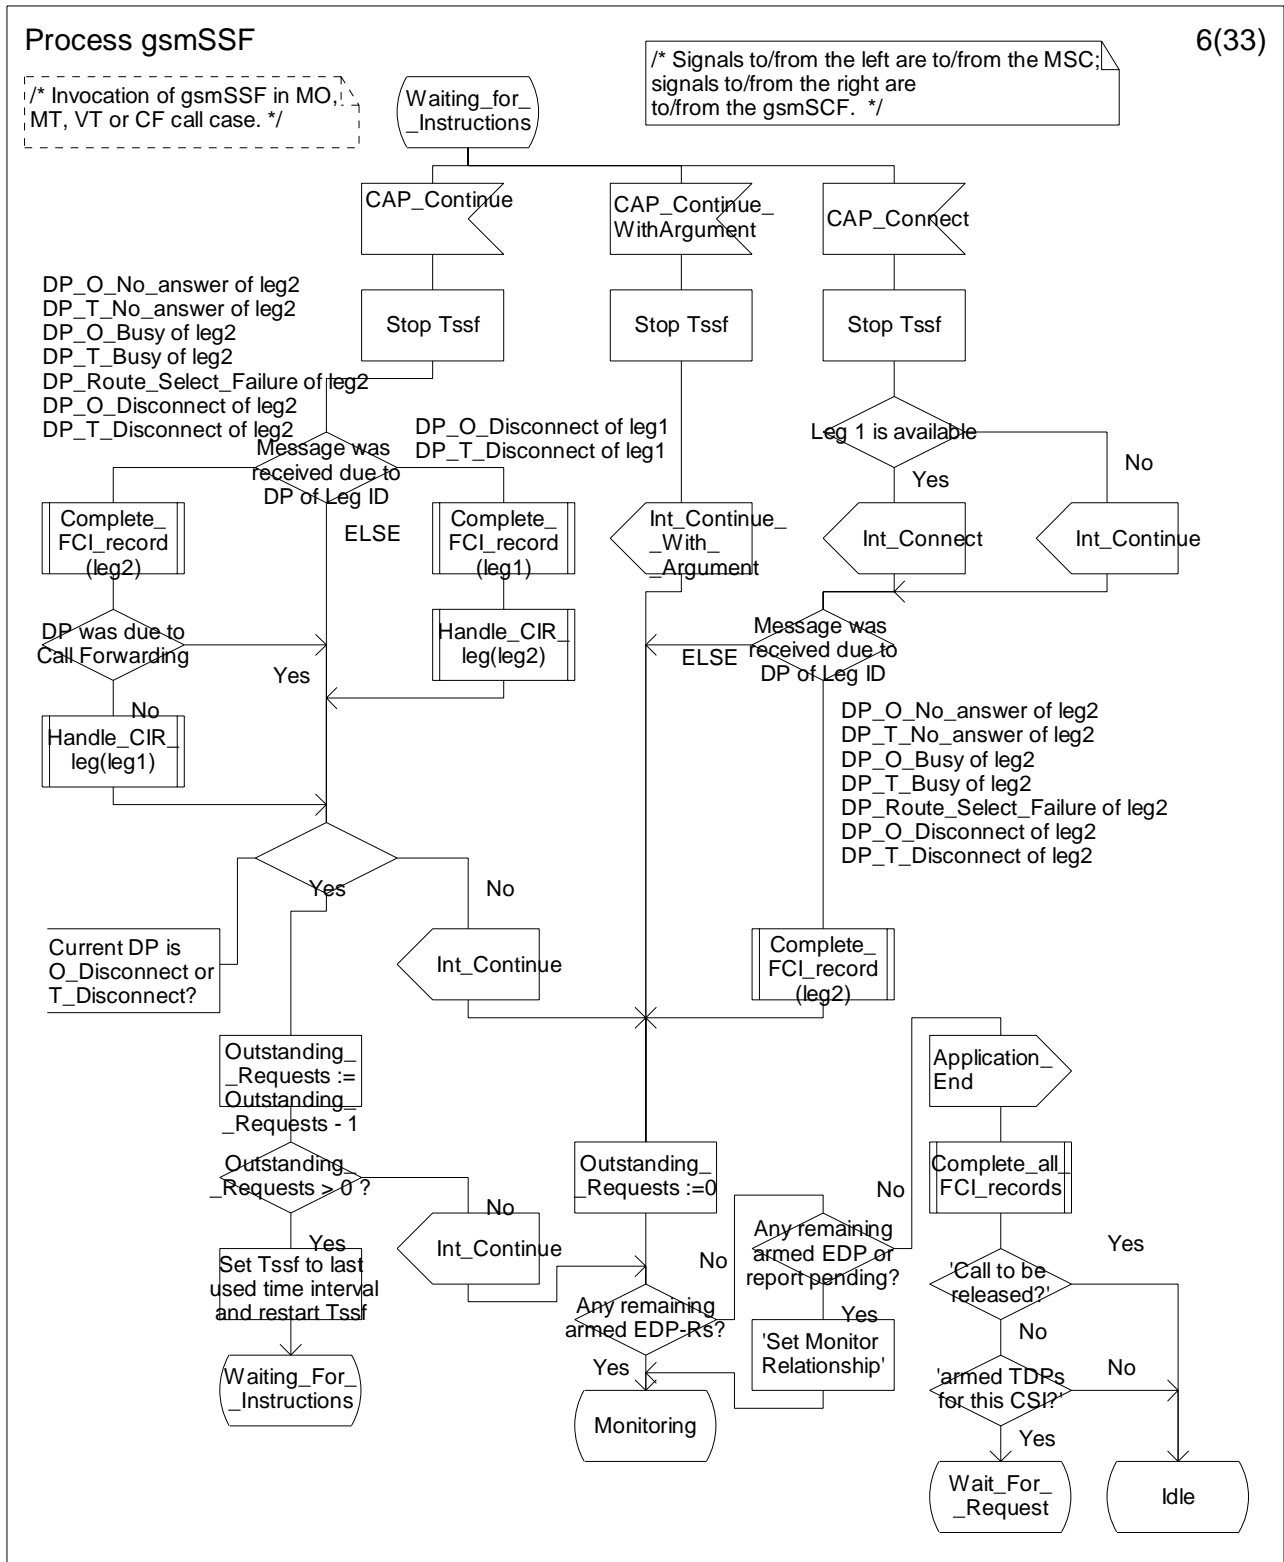 Process gsmSSF
6(33)
/* Invocation of gsmSSF in MO,
MT, VT or CF call case. */
/* Signals to/from the left are to/from the MSC;
signals to/from the right are
to/from the gsmSCF.  */
Waiting_for_
_Instructions
CAP_Continue
CAP_Continue_
WithArgument
CAP_Connect
Stop Tssf
Stop Tssf
Stop Tssf
DP_O_No_answer of leg2
DP_T_No_answer of leg2
DP_O_Busy of leg2
DP_T_Busy of leg2
DP_Route_Select_Failure of leg2
DP_O_Disconnect of leg2
DP_T_Disconnect of leg2
DP_O_Disconnect of leg1
DP_T_Disconnect of leg1
Message was
received due to
DP of Leg ID
ELSE
Leg 1 is available
Yes
No
Complete_
FCI_record
(leg2)
Complete_
FCI_record
(leg1)
Int_Continue_
_With_
_Argument
Int_Connect
Int_Continue
DP was due to
Call Forwarding
Yes
No
Handle_CIR_
leg(leg2)
Message was
received due to
DP of Leg ID
ELSE
Handle_CIR_
leg(leg1)
DP_O_No_answer of leg2
DP_T_No_answer of leg2
DP_O_Busy of leg2
DP_T_Busy of leg2
DP_Route_Select_Failure of leg2
DP_O_Disconnect of leg2
DP_T_Disconnect of leg2
Yes
No
Current DP is
O_Disconnect or
T_Disconnect?
Int_Continue
Complete_
FCI_record
(leg2)
Outstanding_
_Requests :=
Outstanding_
_Requests - 1
Application_
End
Outstanding_
_Requests > 0 ?
No
Yes
Outstanding_
_Requests :=0
Complete_all_
FCI_records
No
Int_Continue
Any remaining
armed EDP or
report pending?
No
Yes
Set Tssf to last
used time interval
and restart Tssf
Any remaining
armed EDP-Rs?
Yes
'Call to be
released?'
Yes
No
'Set Monitor
Relationship'
Waiting_For_
_Instructions
Monitoring
'armed TDPs
for this CSI?'
No
Yes
Wait_For_
_Request
Idle